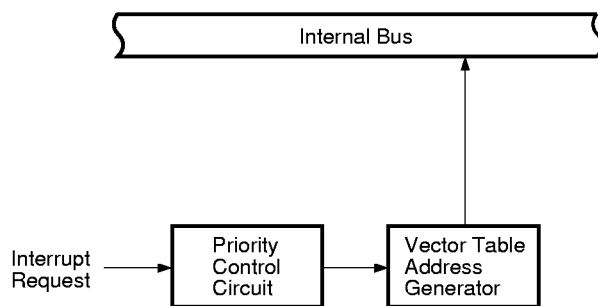 Internal Bus
Interrupt
Request
Priority
Control
Circuit
Vector Table
Address
Generator